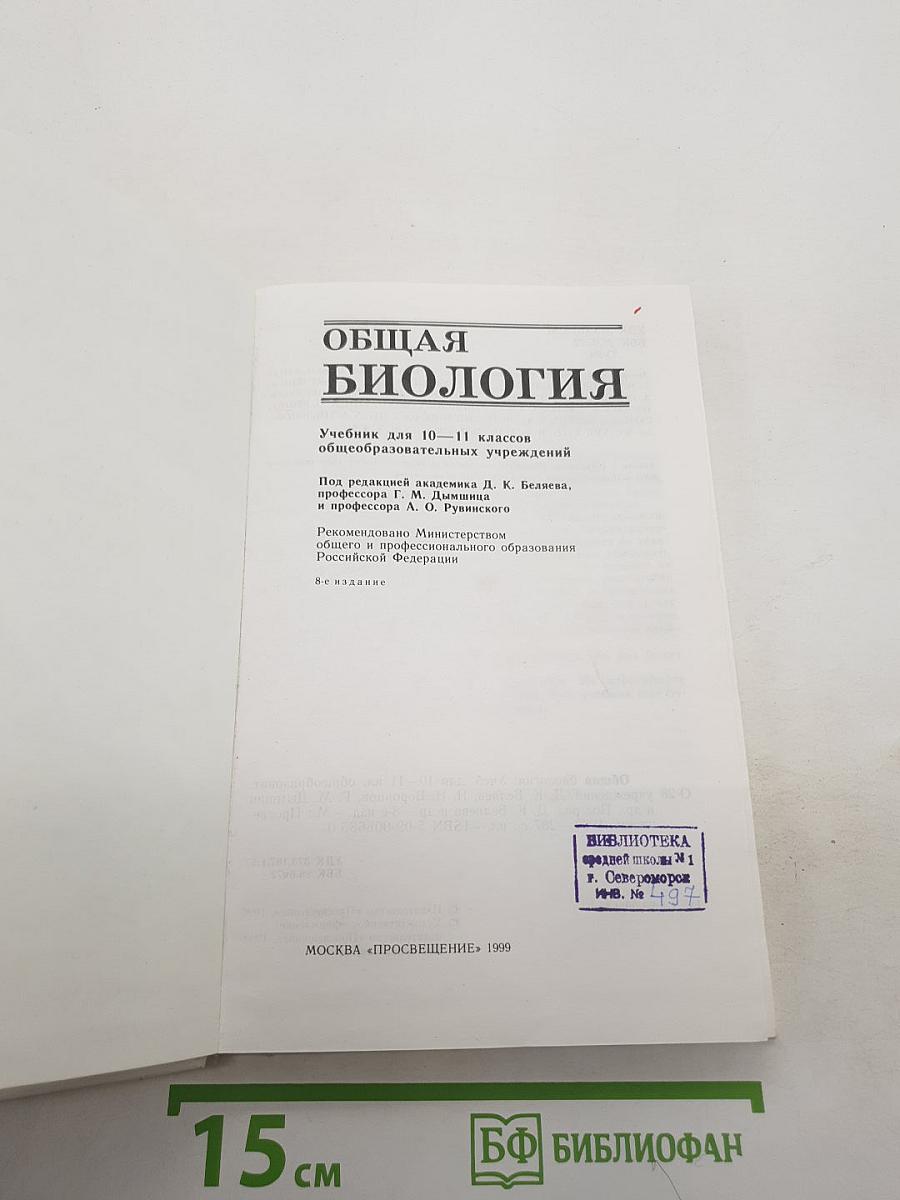 ОБЩАЯ
БИОЛОГИЯ
Учебник для 10—11 классов
общеобразовательных учреждений
Под редакцией академика Д. К. Беляева,
профессора Г. М. Дымшица
и профессора А. О. Рувинского
Рекомендовано Министерством
общего и профессионального образования
Российской Федерации
8-е издание
БИБЛИОТЕКА
средней школы № 1
г. Североморск
ИНВ. № 497
МОСКВА «ПРОСВЕЩЕНИЕ» 1999
15 см
БФ БИБЛИОФАН